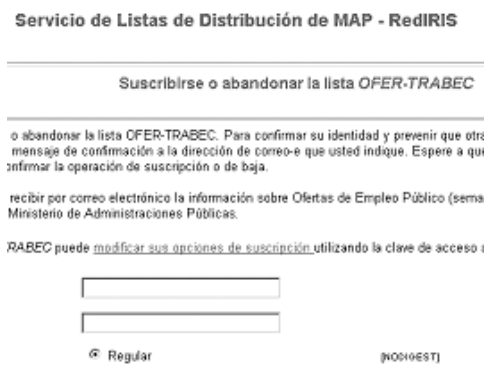 Servicio de Listas de Distribución de MAP - RedIRIS
Suscribirse o abandonar la lista OFER-TRABEC
o abandonar la lista OFER-TRABEC. Para confirmar su identidad y prevenir que otra
mensaje de confirmación a la dirección de correo-e que usted indique. Espere a que
onfirmar la operación de suscripción o de baja.
recibir por correo electrónico la información sobre Ofertas de Empleo Público (sema
Ministerio de Administraciones Públicas.
RABEC puede modificar sus opciones de suscripción utilizando la clave de acceso a
Regular [NODIGEST]